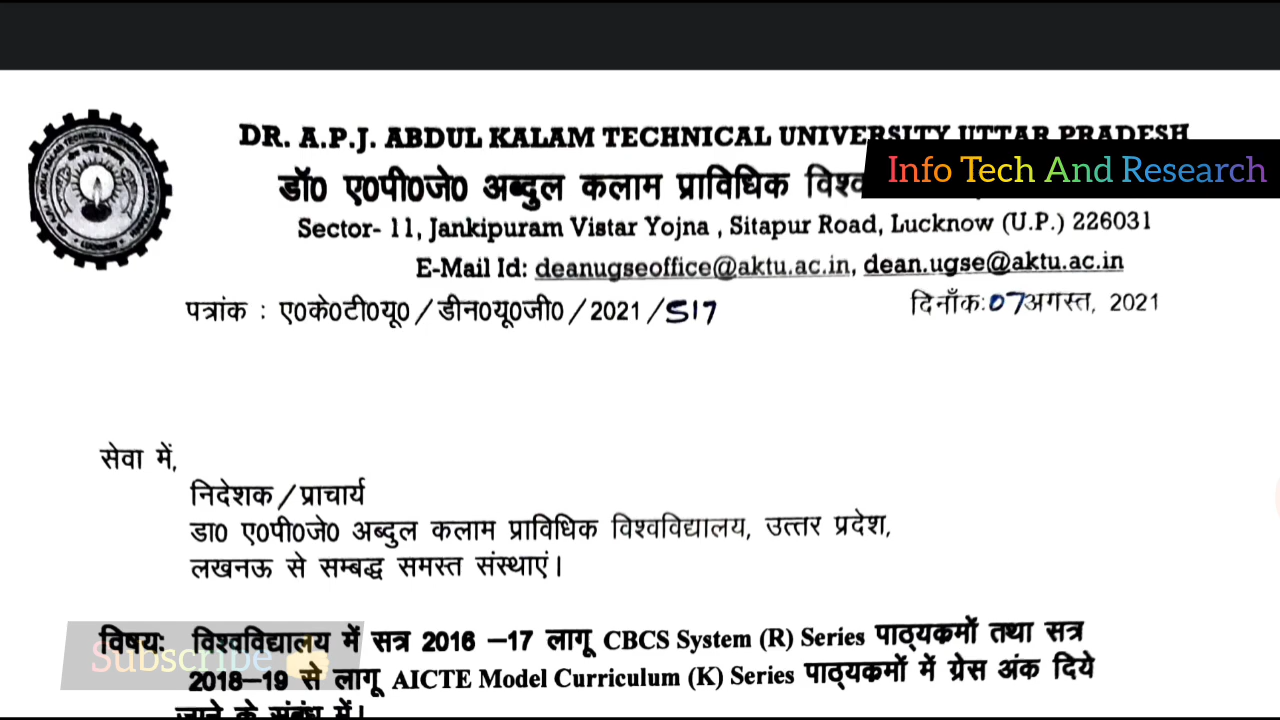 DR. A.P.J. ABDUL KALAM TECHNICAL UNIVERSITY UTTAR PRADESH
Info Tech And Research
डॉ0 ए0पी0जे0 अब्दुल कलाम प्राविधिक
Sector- 11, Jankipuram Vistar Yojna , Sitapur Road, Lucknow (U.P.) 226031
E-Mail Id: deanugseoffice@aktu.ac.in, dean.ugse@aktu.ac.in
पत्रांक : ए0के0टी0यू0 / डीन0यू0जी0 / 2021 / 517
दिनाँक: 07 अगस्त, 2021
सेवा में,
निदेशक / प्राचार्य
डा0 ए0पी0जे0 अब्दुल कलाम प्राविधिक विश्वविद्यालय, उत्तर प्रदेश,
लखनऊ से सम्बद्ध समस्त संस्थाएं।
विषय: विश्वविद्यालय में सत्र 2016 –17 लागू CBCS System (R) Series पाठ्यकमों तथा सत्र
Subscribe
2018–19 से लागू AICTE Model Curriculum (K) Series पाठ्यकमों में ग्रेस अंक दिये
जाने के संबंध में।